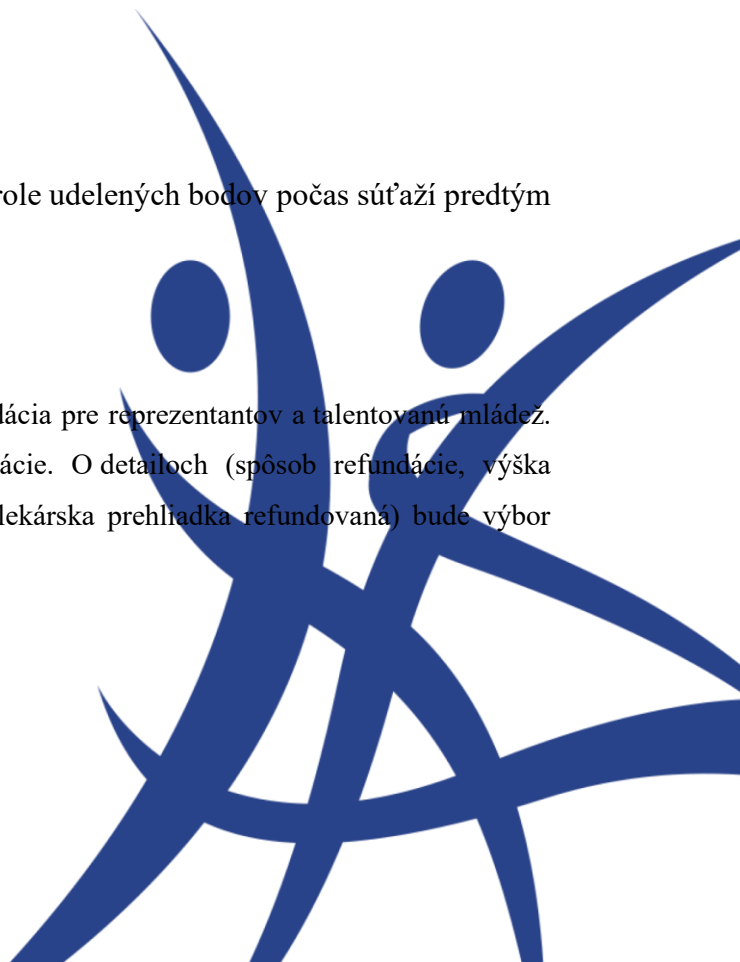 role udelených bodov počas súťaží predtým
dácia pre reprezentantov a talentovanú mládež.
ácie. O detailoch (spôsob refundácie, výška
lekárska prehliadka refundovaná) bude výbor